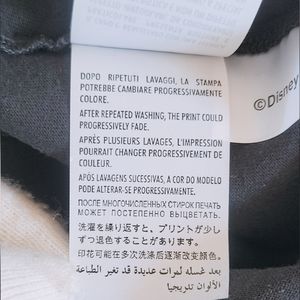 DOPO RIPETUTI LAVAGGI, LA STAMPA
POTREBBE CAMBIARE PROGRESSIVAMENTE
COLORE.
AFTER REPEATED WASHING, THE PRINT COULD
PROGRESSIVELY FADE.
APRÈS PLUSIEURS LAVAGES, L'IMPRESSION
POURRAIT CHANGER PROGRESSIVEMENT DE
COULEUR.
APÓS LAVAGENS SUCESSIVAS, A COR DO MODELO
PODE ALTERAR-SE PROGRESSIVAMENTE.
ПОСЛЕ МНОГОЧИСЛЕННЫХ СТИРОК ПЕЧАТЬ
МОЖЕТ ПОСТЕПЕННО ВЫЦВЕТАТЬ.
洗濯を繰り返すと、プリントが少し
ずつ退色することがあります。
印花可能在多次洗涤后逐渐改变颜色。
بعد غسله لمرات عديدة قد تغير الطباعة
الألوان تدريجيا
©Disney